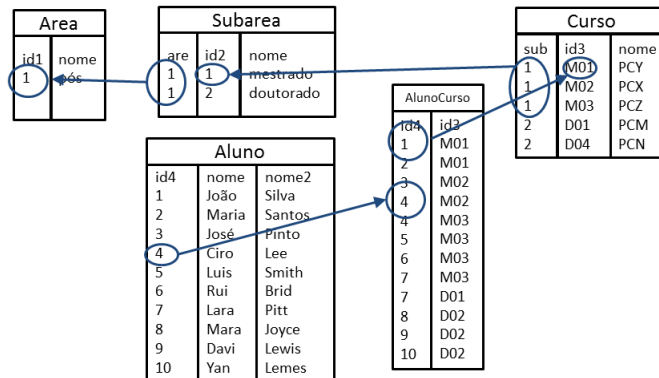 Area
id1 nome
1 pós
Subarea
are id2 nome
1 1 mestrado
1 2 doutorado
Curso
sub id3 nome
1 M01 PCY
1 M02 PCX
1 M03 PCZ
2 D01 PCM
2 D04 PCN
Aluno
id4 nome nome2
1 João Silva
2 Maria Santos
3 José Pinto
4 Ciro Lee
5 Luis Smith
6 Rui Brid
7 Lara Pitt
8 Mara Joyce
9 Davi Lewis
10 Yan Lemes
AlunoCurso
id4 id3
1 M01
2 M01
3 M02
4 M02
4 M03
5 M03
6 M03
7 M03
7 D01
8 D02
9 D02
10 D02